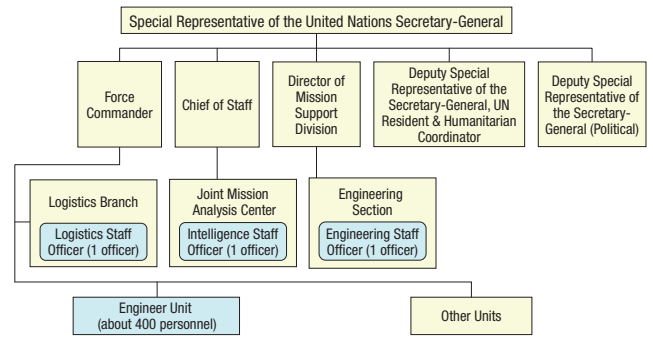 Special Representative of the United Nations Secretary-General
Force
Commander
Chief of Staff
Director of
Mission
Support
Division
Deputy Special
Representative of the
Secretary-General, UN
Resident & Humanitarian
Coordinator
Deputy Special
Representative of
the Secretary-
General (Political)
Logistics Branch
Logistics Staff
Officer (1 officer)
Joint Mission
Analysis Center
Intelligence Staff
Officer (1 officer)
Engineering
Section
Engineering Staff
Officer (1 officer)
Engineer Unit
(about 400 personnel)
Other Units